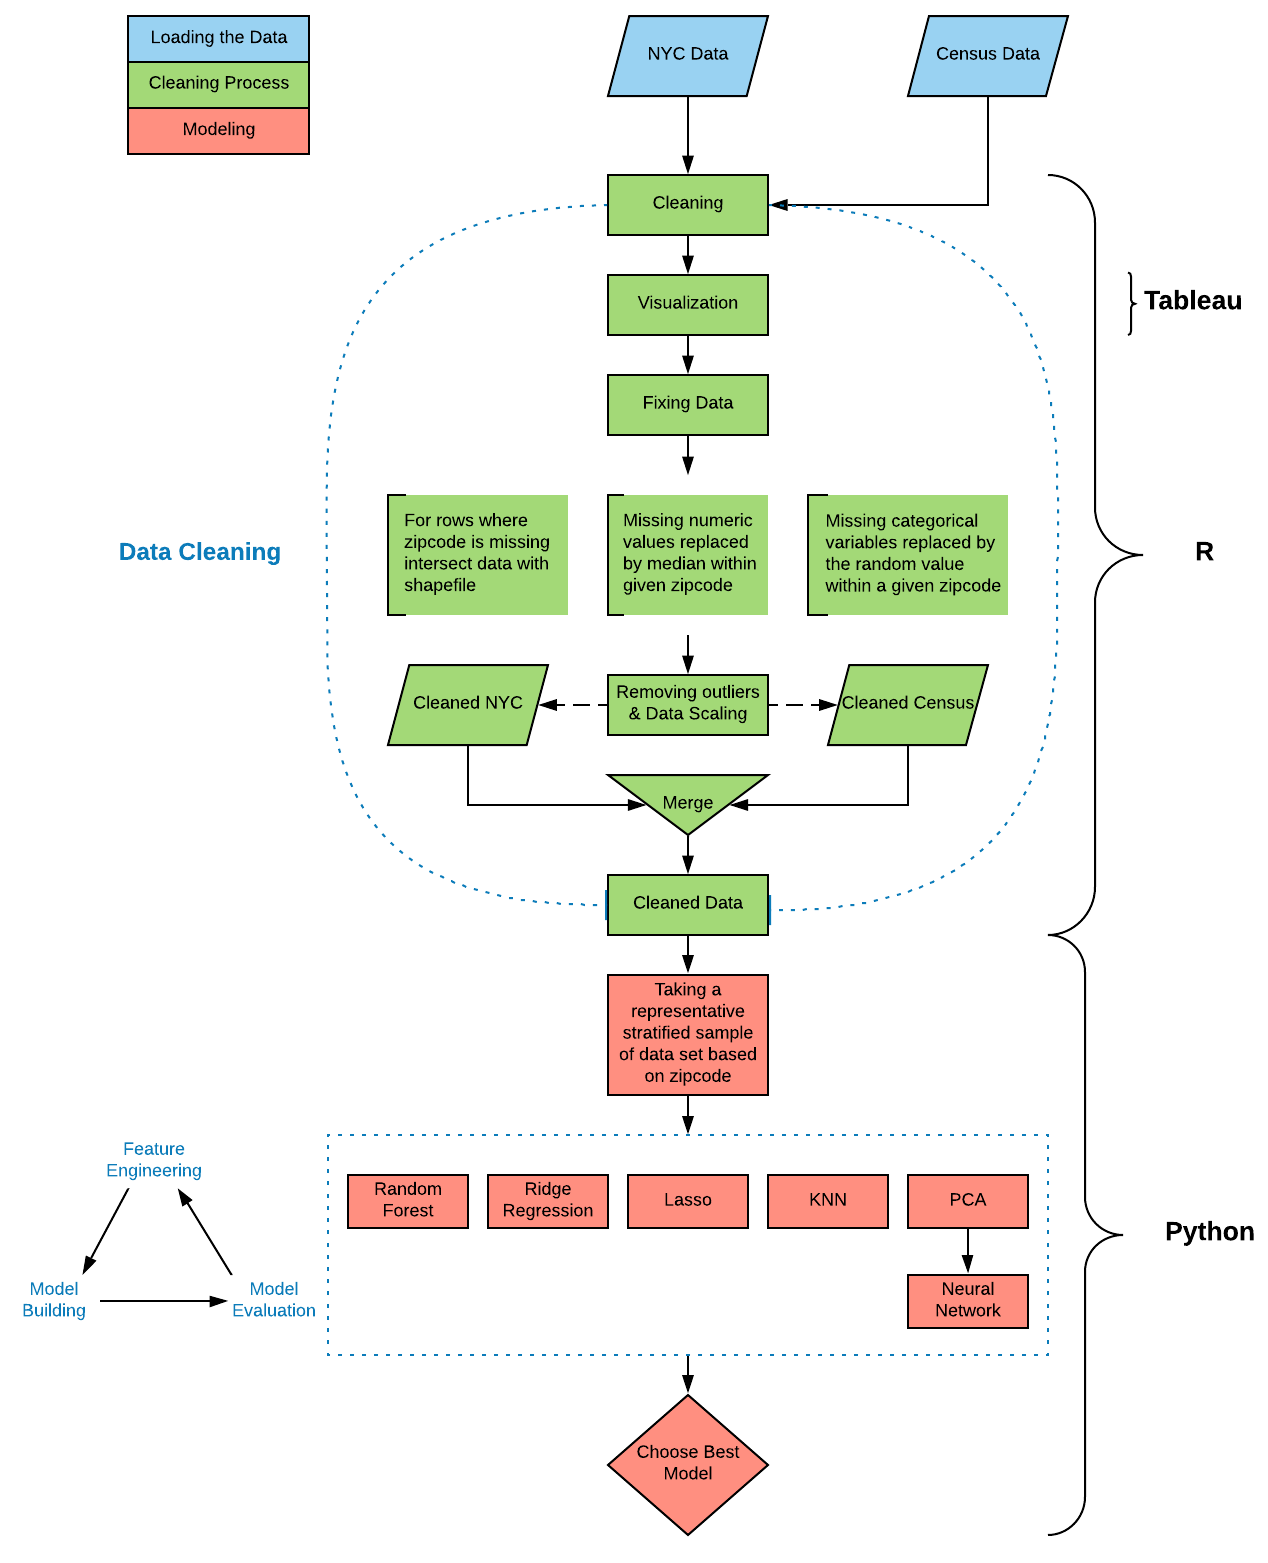 Loading the Data
Cleaning Process
Modeling
NYC Data
Census Data
Cleaning
Visualization
Tableau
Fixing Data
Data Cleaning
For rows where
zipcode is missing
intersect data with
shapefile
Missing numeric
values replaced
by median within
given zipcode
Missing categorical
variables replaced by
the random value
within a given zipcode
R
Cleaned NYC
Removing outliers
& Data Scaling
Cleaned Census
Merge
Cleaned Data
Taking a
representative
stratified sample
of data set based
on zipcode
Feature
Engineering
Model
Building
Model
Evaluation
Random
Forest
Ridge
Regression
Lasso
KNN
PCA
Neural
Network
Python
Choose Best
Model